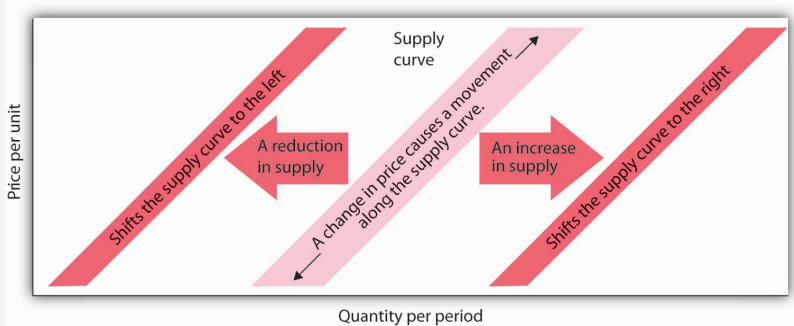 Supply
curve
Price per unit
Shifts the supply curve to the left
A reduction
in supply
A change in price causes a movement
along the supply curve.
An increase
in supply
Shifts the supply curve to the right
Quantity per period